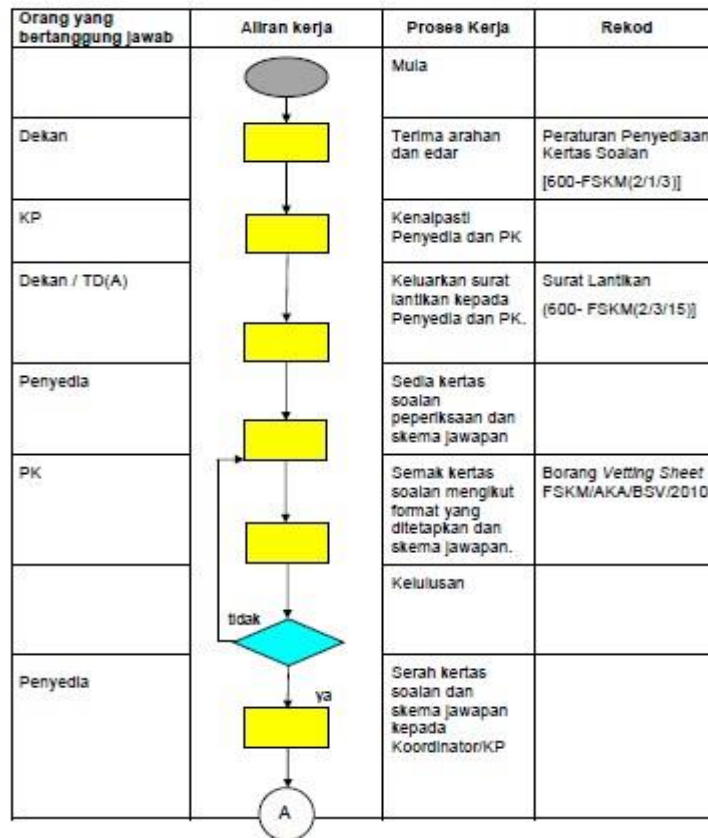 Orang yang
bertanggung jawab
Aliran kerja
Proses Kerja
Rekod
Mula
Dekan
Terima arahan
dan edar
Peraturan Penyediaan
Kertas Soalan
[600-FSKM(2/1/3)]
KP
Kenalpasti
Penyedia dan PK
Dekan / TD(A)
Keluarkan surat
lantikan kepada
Penyedia dan PK.
Surat Lantikan
(600- FSKM(2/3/15)]
Penyedia
Sedia kertas
soalan
peperiksaan dan
skema jawapan
PK
Semak kertas
soalan mengikut
format yang
ditetapkan dan
skema jawapan.
Borang Vetting Sheet
FSKM/AKA/BSV/2010
Kelulusan
tidak
Penyedia
ya
Serah kertas
soalan dan
skema jawapan
kepada
Koordinator/KP
A